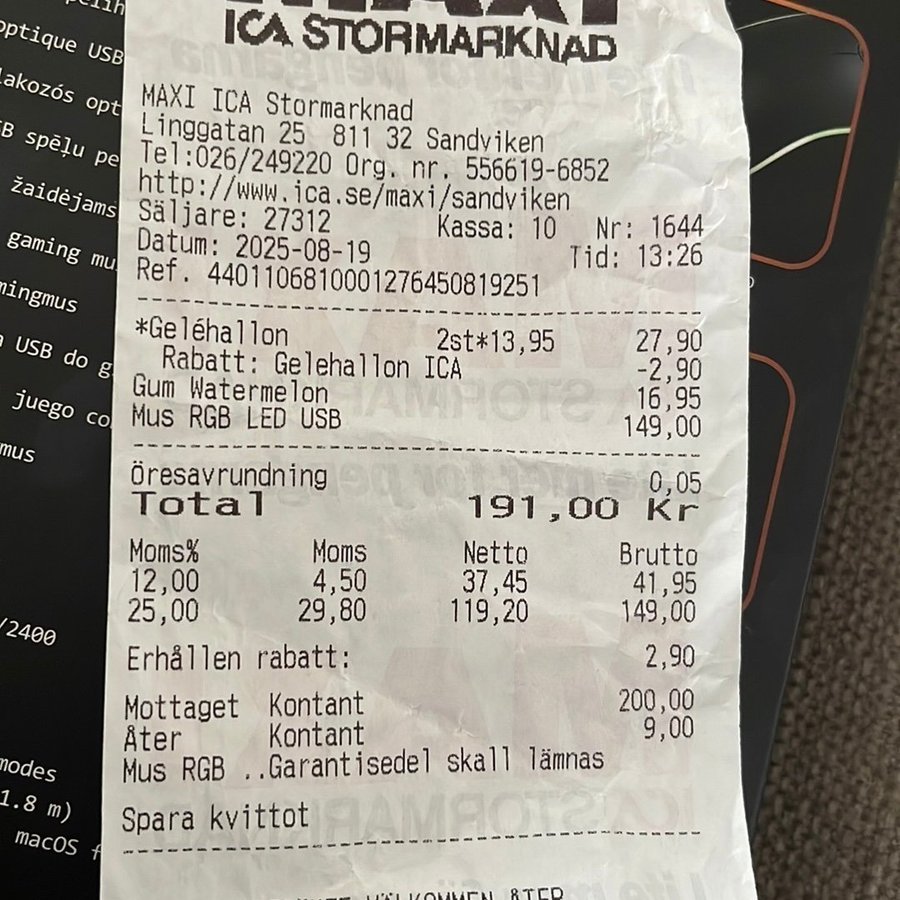 optique USB
lakozós opt
SB spēļu pe
žaidėjams
gaming mu
mingmus
a USB do g
juego co
mus
/2400
modes
1.8 m)
macOS f
MAXI
ICA STORMARKNAD
MAXI ICA Stormarknad
Linggatan 25 811 32 Sandviken
Tel:026/249220 Org. nr. 556619-6852
http://www.ica.se/maxi/sandviken
Säljare: 27312 Kassa: 10 Nr: 1644
Datum: 2025-08-19 Tid: 13:26
Ref. 4401106810001276450819251
*Geléhallon 2st*13,95 27,90
Rabatt: Gelehallon ICA -2,90
Gum Watermelon 16,95
Mus RGB LED USB 149,00
Öresavrundning 0,05
Total 191,00 Kr
Moms% Moms Netto Brutto
12,00 4,50 37,45 41,95
25,00 29,80 119,20 149,00
Erhållen rabatt: 2,90
Mottaget Kontant 200,00
Åter Kontant 9,00
Mus RGB ..Garantisedel skall lämnas
Spara kvittot
VÄLKOMMEN ÅTER